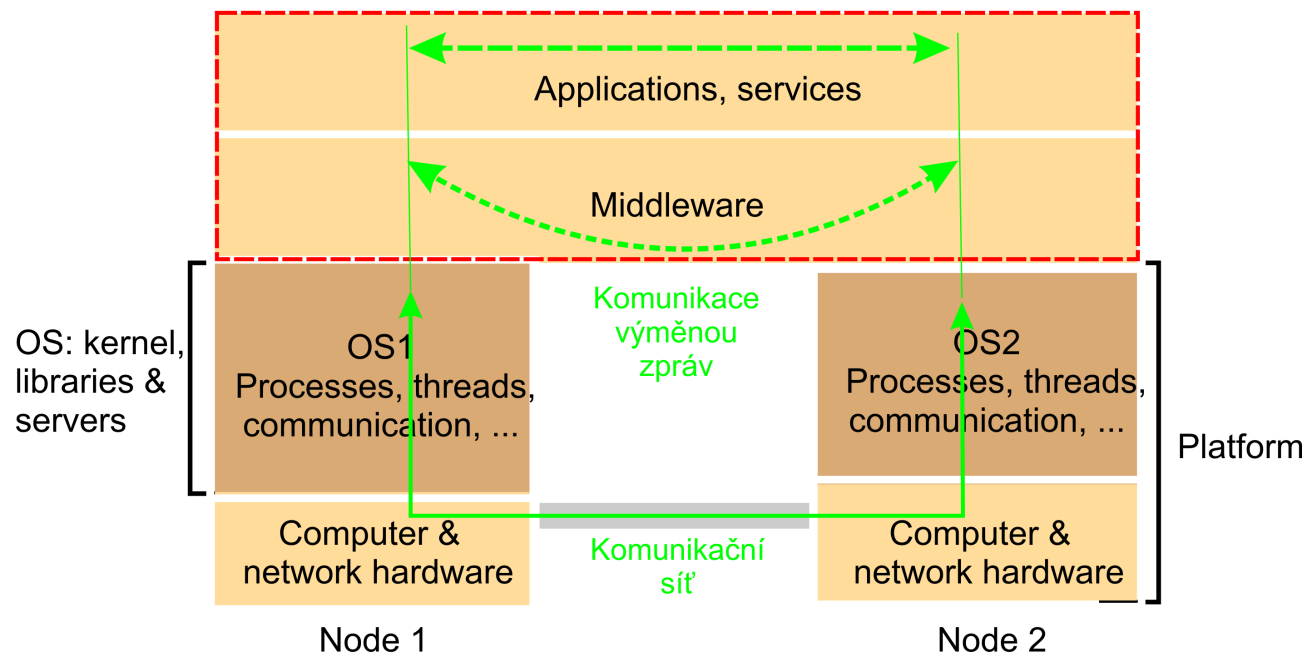 Applications, services
Middleware
OS: kernel,
libraries &
servers
OS1
Processes, threads,
communication, ...
Komunikace
výměnou
zpráv
OS2
Processes, threads,
communication, ...
Platform
Computer &
network hardware
Komunikační
síť
Computer &
network hardware
Node 1
Node 2